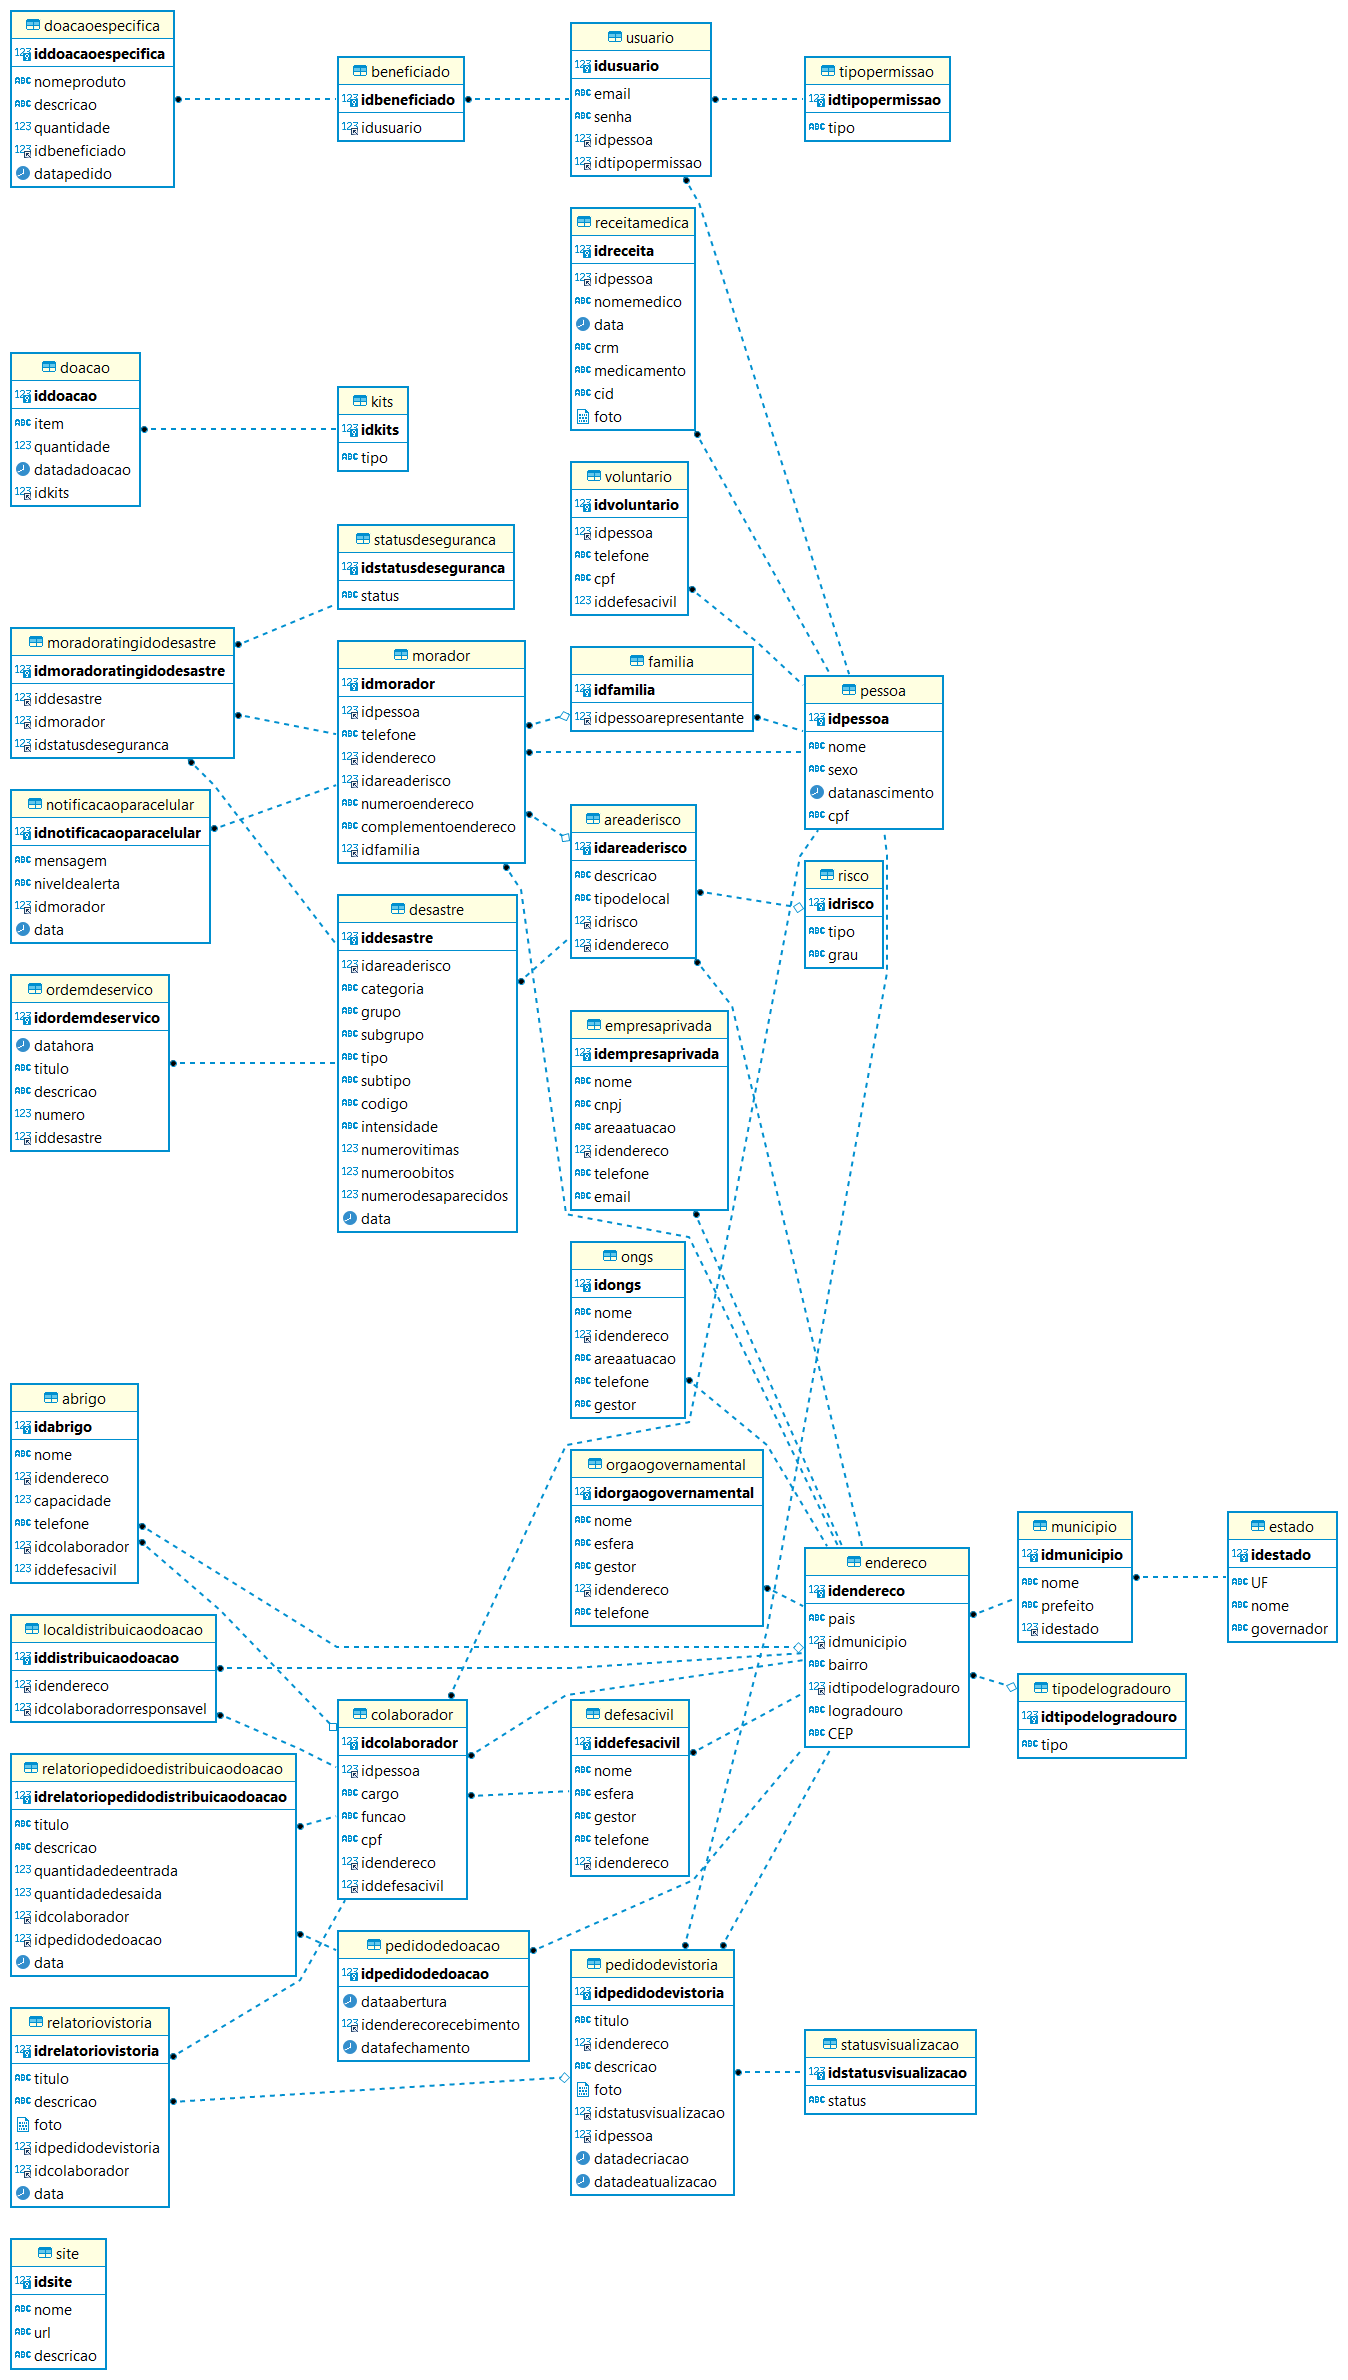 doacaoespecifica
iddoacaoespecifica
nomeproduto
descricao
quantidade
idbeneficiado
datapedido
beneficiado
idbeneficiado
idusuario
usuario
idusuario
email
senha
idpessoa
idtipopermissao
tipopermissao
idtipopermissao
tipo
receitamedica
idreceita
idpessoa
nomemedico
data
crm
medicamento
cid
foto
doacao
iddoacao
item
quantidade
datadadoacao
idkits
kits
idkits
tipo
voluntario
idvoluntario
idpessoa
telefone
cpf
iddefesacivil
statusdeseguranca
idstatusdeseguranca
status
moradoratingidodesastre
idmoradoratingidodesastre
iddesastre
idmorador
idstatusdeseguranca
morador
idmorador
idpessoa
telefone
idendereco
idareaderisco
numeroendereco
complementoendereco
idfamilia
familia
idfamilia
idpessoarepresentante
pessoa
idpessoa
nome
sexo
datanascimento
cpf
notificacaoparacelular
idnotificacaoparacelular
mensagem
niveldealerta
idmorador
data
areaderisco
idareaderisco
descricao
tipodelocal
idrisco
idendereco
risco
idrisco
tipo
grau
desastre
iddesastre
idareaderisco
categoria
grupo
subgrupo
tipo
subtipo
codigo
intensidade
numerovitimas
numeroobitos
numerodesaparecidos
data
ordemdeservico
idordemdeservico
datahora
titulo
descricao
numero
iddesastre
empresaprivada
idempresaprivada
nome
cnpj
areaatuacao
idendereco
telefone
email
ongs
idongs
nome
idendereco
areaatuacao
telefone
gestor
abrigo
idabrigo
nome
idendereco
capacidade
telefone
idcolaborador
iddefesacivil
orgaogovernamental
idorgaogovernamental
nome
esfera
gestor
idendereco
telefone
endereco
idendereco
pais
idmunicipio
bairro
idtipodelogradouro
logradouro
CEP
municipio
idmunicipio
nome
prefeito
idestado
estado
idestado
UF
nome
governador
localdistribuicaodoacao
iddistribuicaodoacao
idendereco
idcolaboradorresponsavel
tipodelogradouro
idtipodelogradouro
tipo
colaborador
idcolaborador
idpessoa
cargo
funcao
cpf
idendereco
iddefesacivil
defesacivil
iddefesacivil
nome
esfera
gestor
telefone
idendereco
relatoriopedidoedistribuicaodoacao
idrelatoriopedidodistribuicaodoacao
titulo
descricao
quantidadedeentrada
quantidadedesaida
idcolaborador
idpedidodedoacao
data
pedidodedoacao
idpedidodedoacao
dataabertura
idenderecorecebimento
datafechamento
pedidodevistoria
idpedidodevistoria
titulo
idendereco
descricao
foto
idstatusvisualizacao
idpessoa
datadecriacao
datadeatualizacao
relatoriovistoria
idrelatoriovistoria
titulo
descricao
foto
idpedidodevistoria
idcolaborador
data
statusvisualizacao
idstatusvisualizacao
status
site
idsite
nome
url
descricao